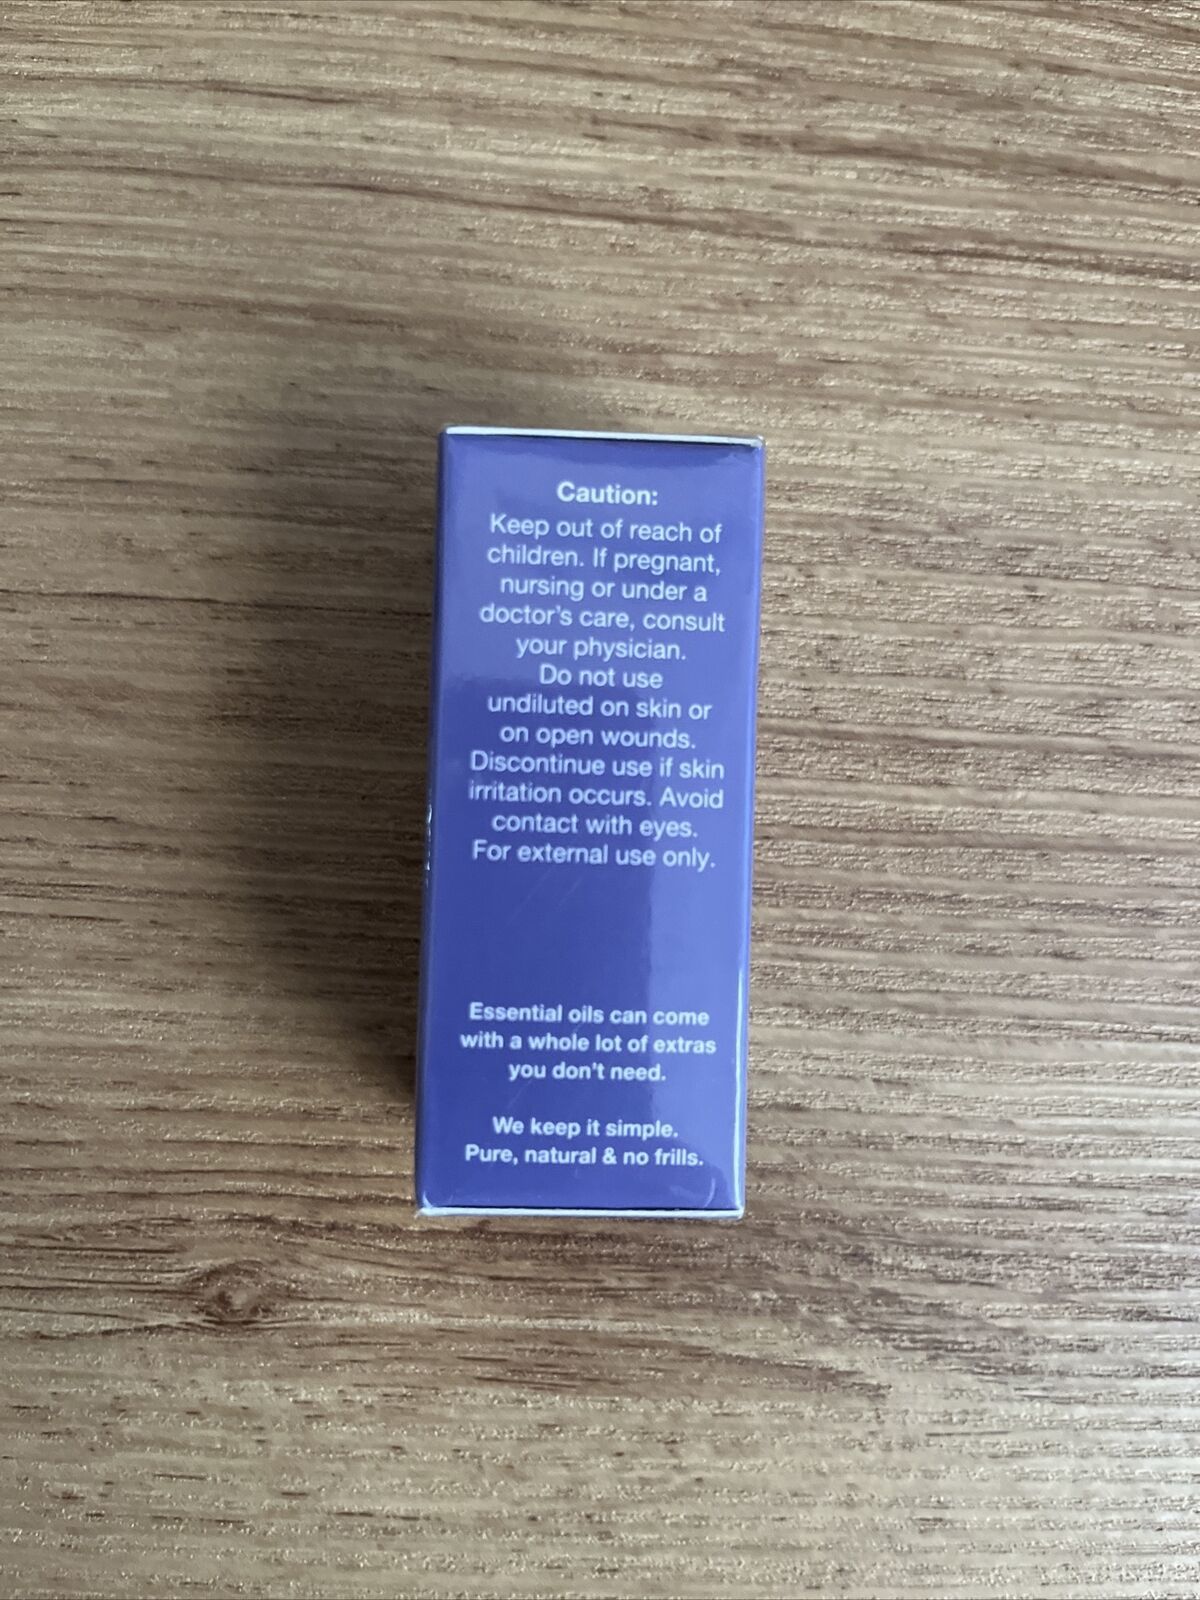 Caution:
Keep out of reach of
children. If pregnant,
nursing or under a
doctor's care, consult
your physician.
Do not use
undiluted on skin or
on open wounds.
Discontinue use if skin
irritation occurs. Avoid
contact with eyes.
For external use only.
Essential oils can come
with a whole lot of extras
you don't need.
We keep it simple.
Pure, natural & no frills.